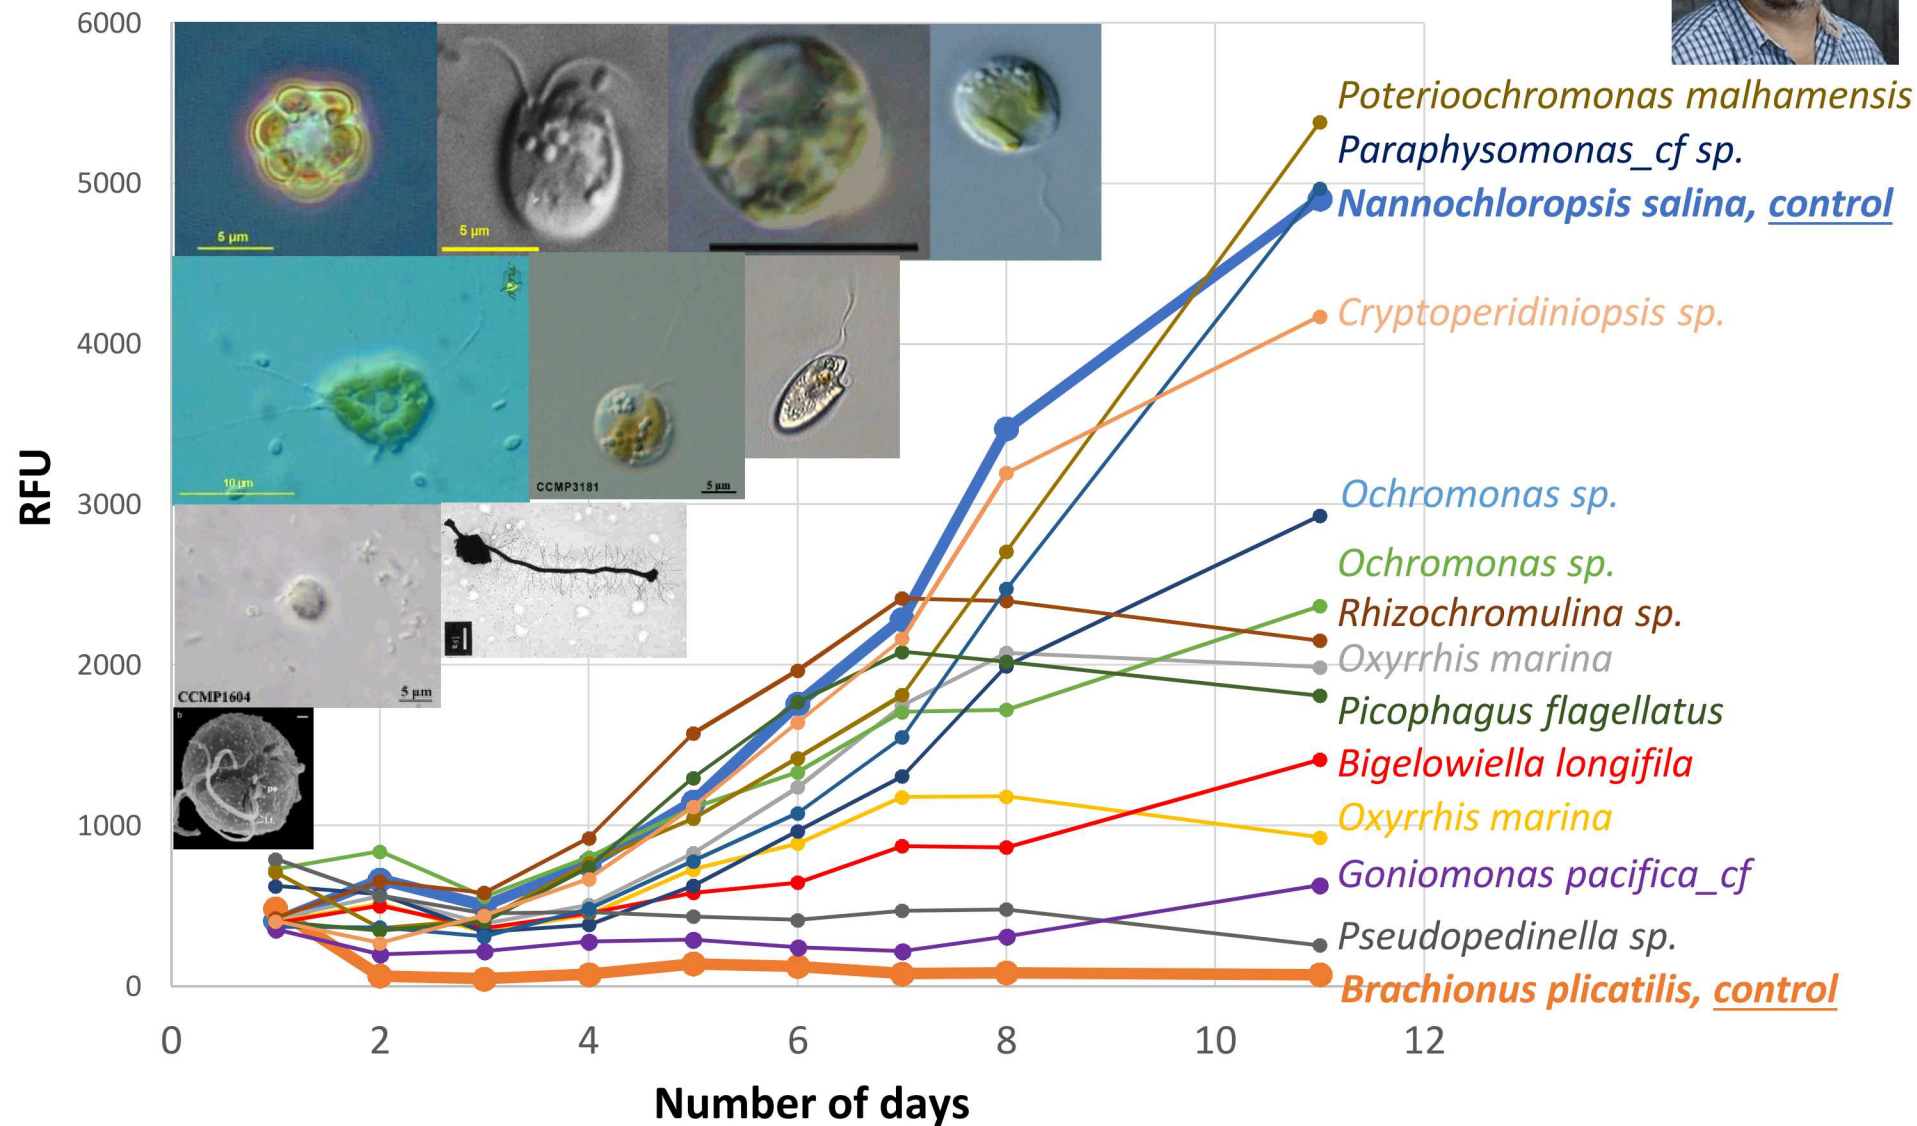 6000
5000
4000
3000
2000
1000
0
RFU
0
2
4
6
8
10
12
Number of days
5 µm
5 µm
10 µm
CCMP3181
5 µm
CCMP1604
5 µm
b
pe
Poterioochromonas malhamensis
Paraphysomonas_cf sp.
Nannochloropsis salina, control
Cryptoperidiniopsis sp.
Ochromonas sp.
Ochromonas sp.
Rhizochromulina sp.
Oxyrrhis marina
Picophagus flagellatus
Bigelowiella longifila
Oxyrrhis marina
Goniomonas pacifica_cf
Pseudopedinella sp.
Brachionus plicatilis, control